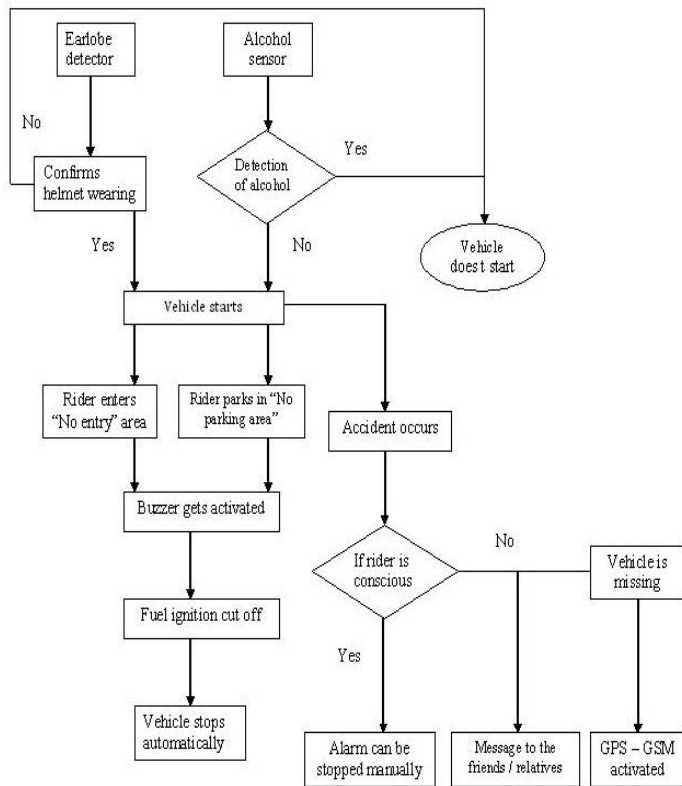 Earlobe
detector
Alcohol
sensor
No
Yes
Confirms
helmet wearing
Detection
of alcohol
Yes
No
Vehicle
does t start
Vehicle starts
Rider enters
“No entry” area
Rider parks in “No
parking area”
Accident occurs
Buzzer gets activated
If rider is
conscious
No
Vehicle is
missing
Fuel ignition cut off
Yes
Vehicle stops
automatically
Alarm can be
stopped manually
Message to the
friends / relatives
GPS – GSM
activated